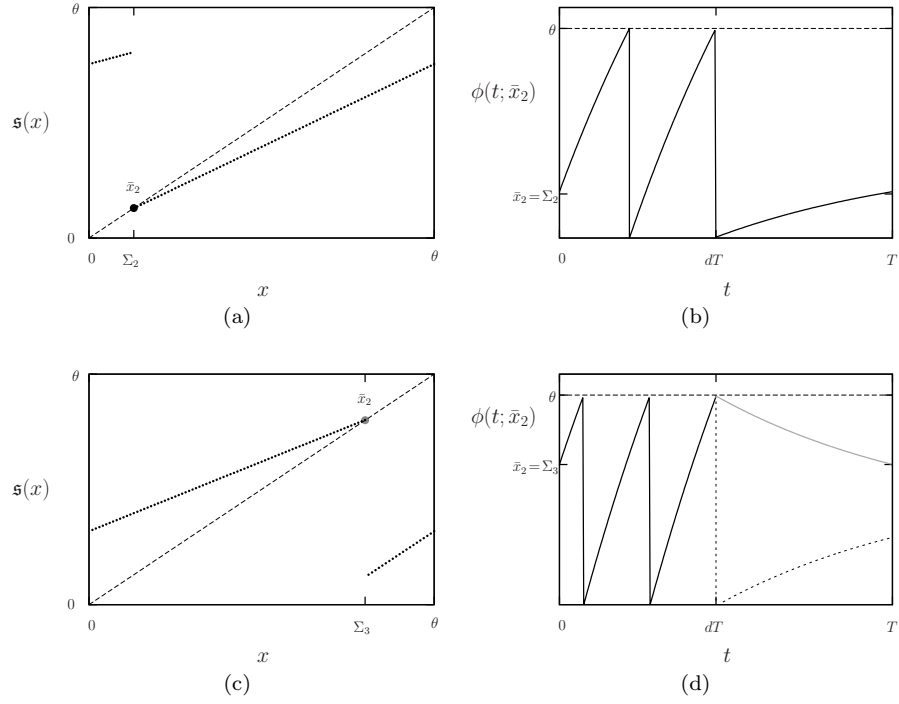 θ
𝔰(x)
x̄₂
0
0
Σ₂
θ
x
(a)
θ
ϕ(t; x̄₂)
x̄₂=Σ₂
0
dT
T
t
(b)
θ
𝔰(x)
x̄₂
0
0
Σ₃
θ
x
(c)
θ
ϕ(t; x̄₂)
x̄₂=Σ₃
0
dT
T
t
(d)